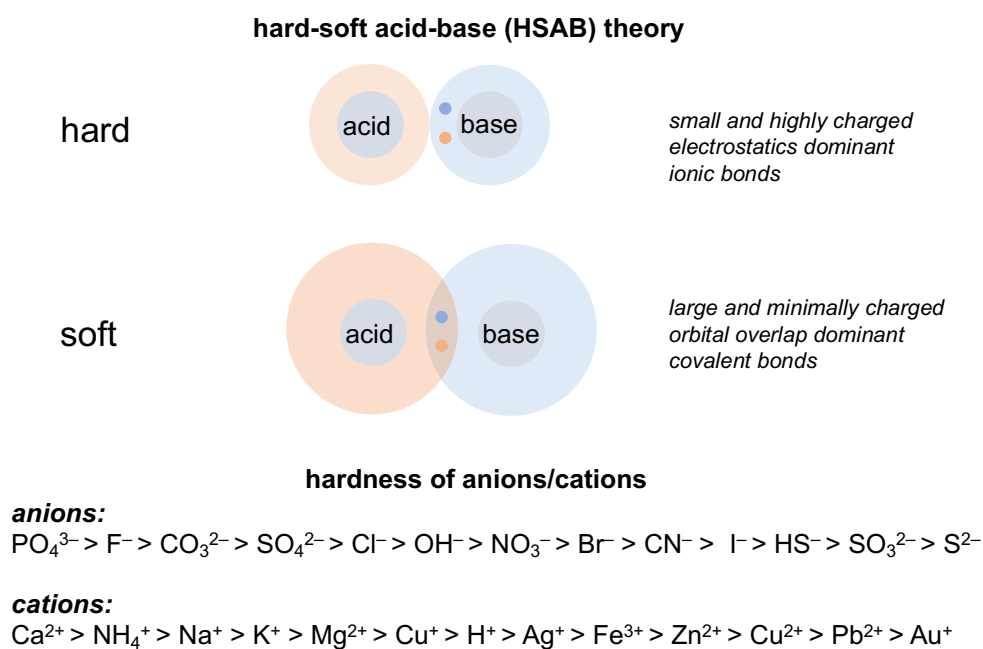 hard-soft acid-base (HSAB) theory
hard
acid
base
small and highly charged
electrostatics dominant
ionic bonds
soft
acid
base
large and minimally charged
orbital overlap dominant
covalent bonds
hardness of anions/cations
anions:
PO₄³⁻ > F⁻ > CO₃²⁻ > SO₄²⁻ > Cl⁻ > OH⁻ > NO₃⁻ > Br⁻ > CN⁻ > I⁻ > HS⁻ > SO₃²⁻ > S²⁻
cations:
Ca²⁺ > NH₄⁺ > Na⁺ > K⁺ > Mg²⁺ > Cu⁺ > H⁺ > Ag⁺ > Fe³⁺ > Zn²⁺ > Cu²⁺ > Pb²⁺ > Au⁺